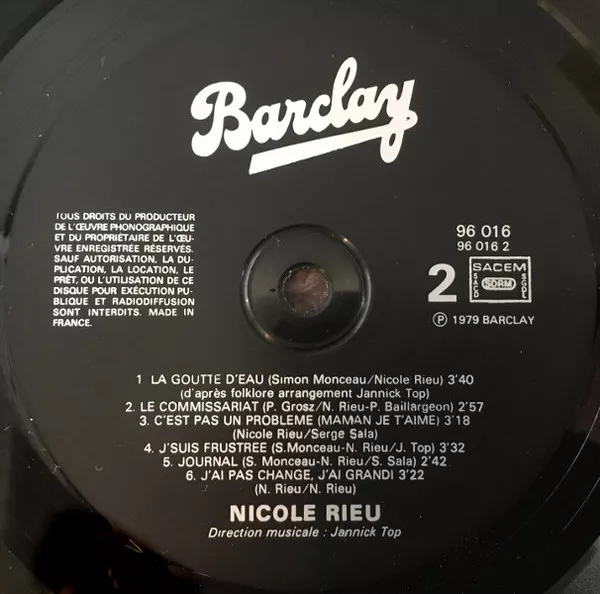 Barclay
TOUS DROITS DU PRODUCTEUR
DE L'ŒUVRE PHONOGRAPHIQUE
ET DU PROPRIÉTAIRE DE L'ŒU-
VRE ENREGISTRÉE RÉSERVÉS.
SAUF AUTORISATION, LA DU-
PLICATION, LA LOCATION, LE
PRÊT, OU L'UTILISATION DE CE
DISQUE POUR EXÉCUTION PU-
BLIQUE ET RADIODIFFUSION
SONT INTERDITS. MADE IN
FRANCE.
96 016
96 016 2
2
SACEM
SACD
SDRM
SGDL
Ⓟ 1979 BARCLAY
1 LA GOUTTE D'EAU (Simon Monceau/Nicole Rieu) 3'40
(d'après folklore arrangement Jannick Top)
2. LE COMMISSARIAT (P. Grosz/N. Rieu-P. Baillargeon) 2'57
3. C'EST PAS UN PROBLEME (MAMAN JE T'AIME) 3'18
(Nicole Rieu/Serge Sala)
4. J'SUIS FRUSTREE (S.Monceau-N. Rieu/J. Top) 3'32
5. JOURNAL (S. Monceau-N. Rieu/S. Sala) 2'42
6. J'AI PAS CHANGE, J'AI GRANDI 3'22
(N. Rieu/N. Rieu)
NICOLE RIEU
Direction musicale : Jannick Top